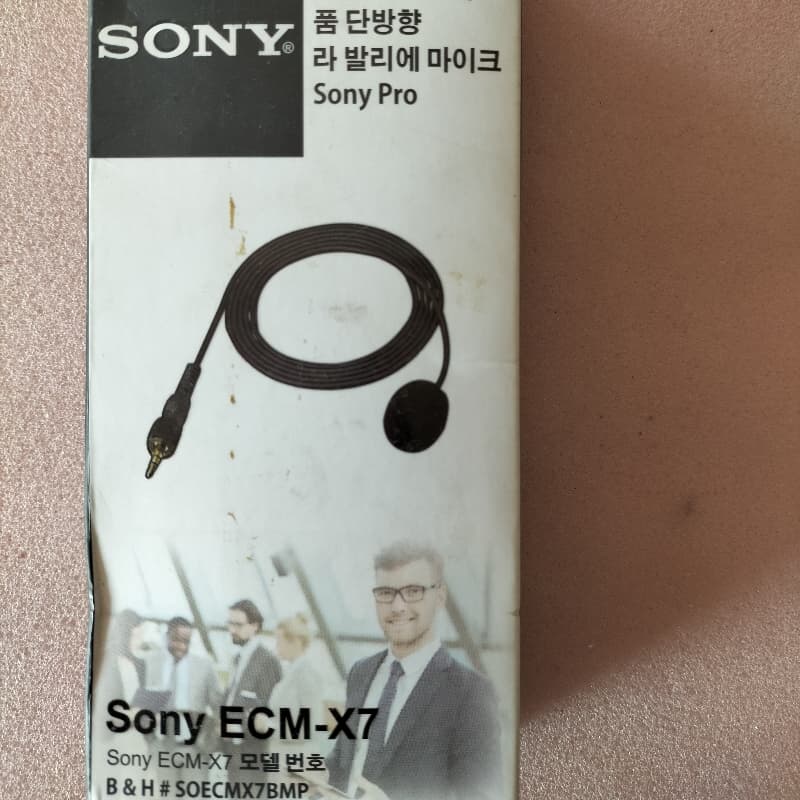 SONY®
품 단방향
라 발리에 마이크
Sony Pro
Sony ECM-X7
Sony ECM-X7 모델 번호
B & H # SOECMX7BMP